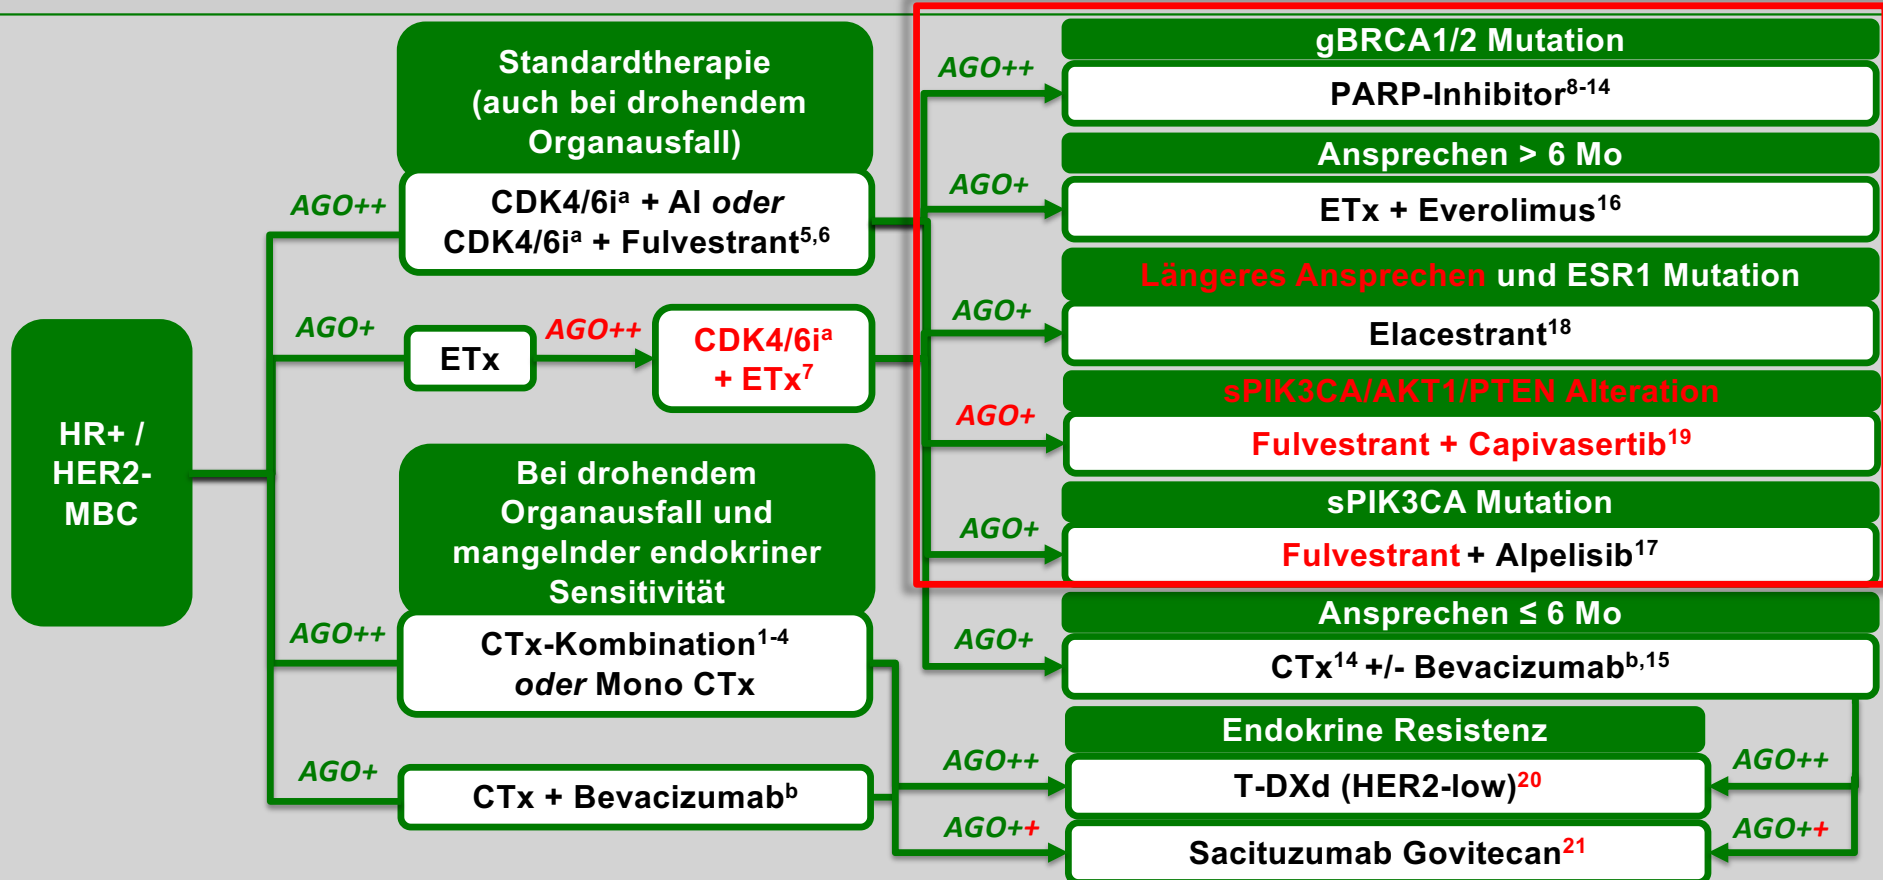 HR+ /
HER2-
MBC
AGO++
Standardtherapie
(auch bei drohendem
Organausfall)
CDK4/6iᵃ + AI oder
CDK4/6iᵃ + Fulvestrant⁵,⁶
AGO+
ETx
AGO++
CDK4/6iᵃ
+ ETx⁷
AGO++
Bei drohendem
Organausfall und
mangelnder endokriner
Sensitivität
CTx-Kombination¹⁻⁴
oder Mono CTx
AGO+
CTx + Bevacizumabᵇ
AGO++
gBRCA1/2 Mutation
PARP-Inhibitor⁸⁻¹⁴
AGO+
Ansprechen > 6 Mo
ETx + Everolimus¹⁶
AGO+
Längeres Ansprechen und ESR1 Mutation
Elacestrant¹⁸
AGO+
sPIK3CA/AKT1/PTEN Alteration
Fulvestrant + Capivasertib¹⁹
AGO+
sPIK3CA Mutation
Fulvestrant + Alpelisib¹⁷
AGO+
Ansprechen ≤ 6 Mo
CTx¹⁴ +/- Bevacizumabᵇ,¹⁵
Endokrine Resistenz
AGO++
T-DXd (HER2-low)²⁰
AGO++
AGO++
Sacituzumab Govitecan²¹
AGO++